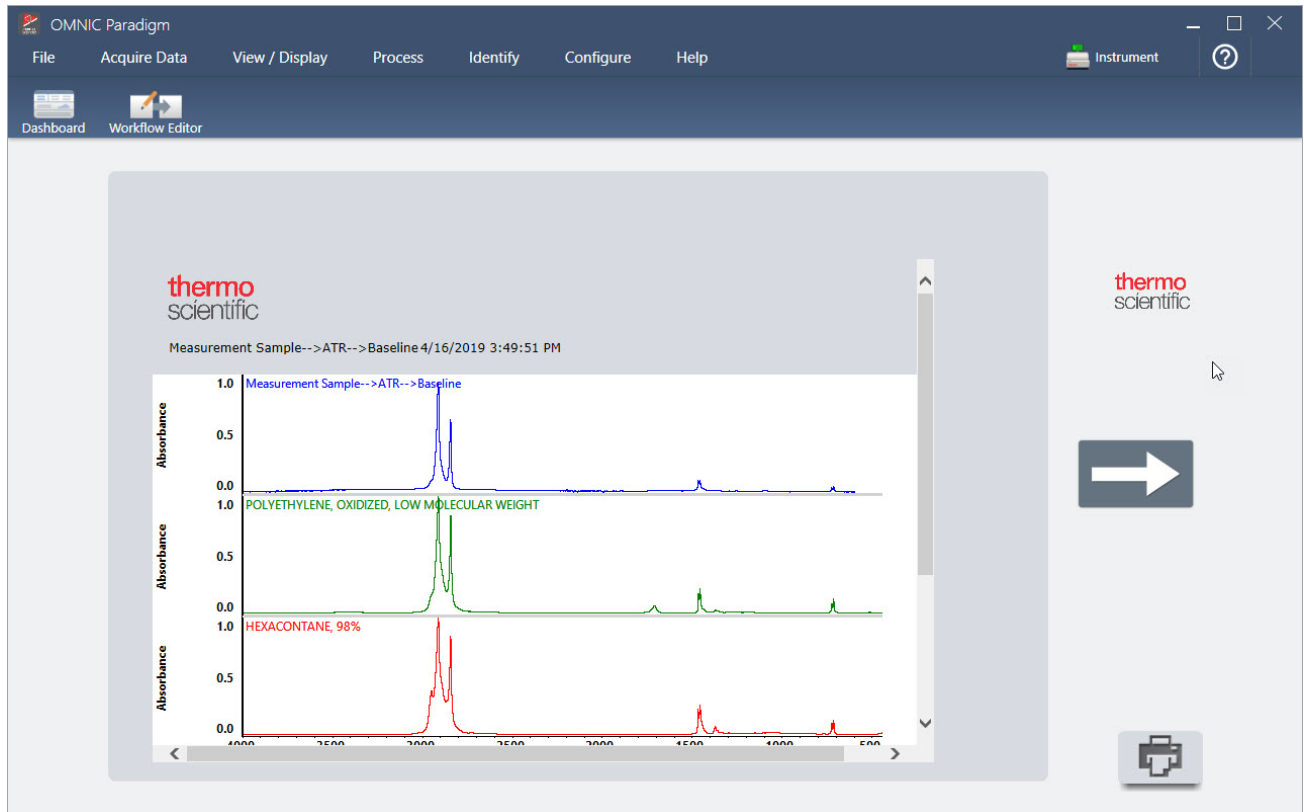 OMNIC Paradigm
File Acquire Data View / Display Process Identify Configure Help Instrument
Dashboard Workflow Editor
thermo
scientific
thermo
scientific
Measurement Sample-->ATR-->Baseline 4/16/2019 3:49:51 PM
1.0 Measurement Sample-->ATR-->Baseline
Absorbance
0.5
0.0
1.0 POLYETHYLENE, OXIDIZED, LOW MOLECULAR WEIGHT
Absorbance
0.5
0.0
1.0 HEXACONTANE, 98%
Absorbance
0.5
0.0